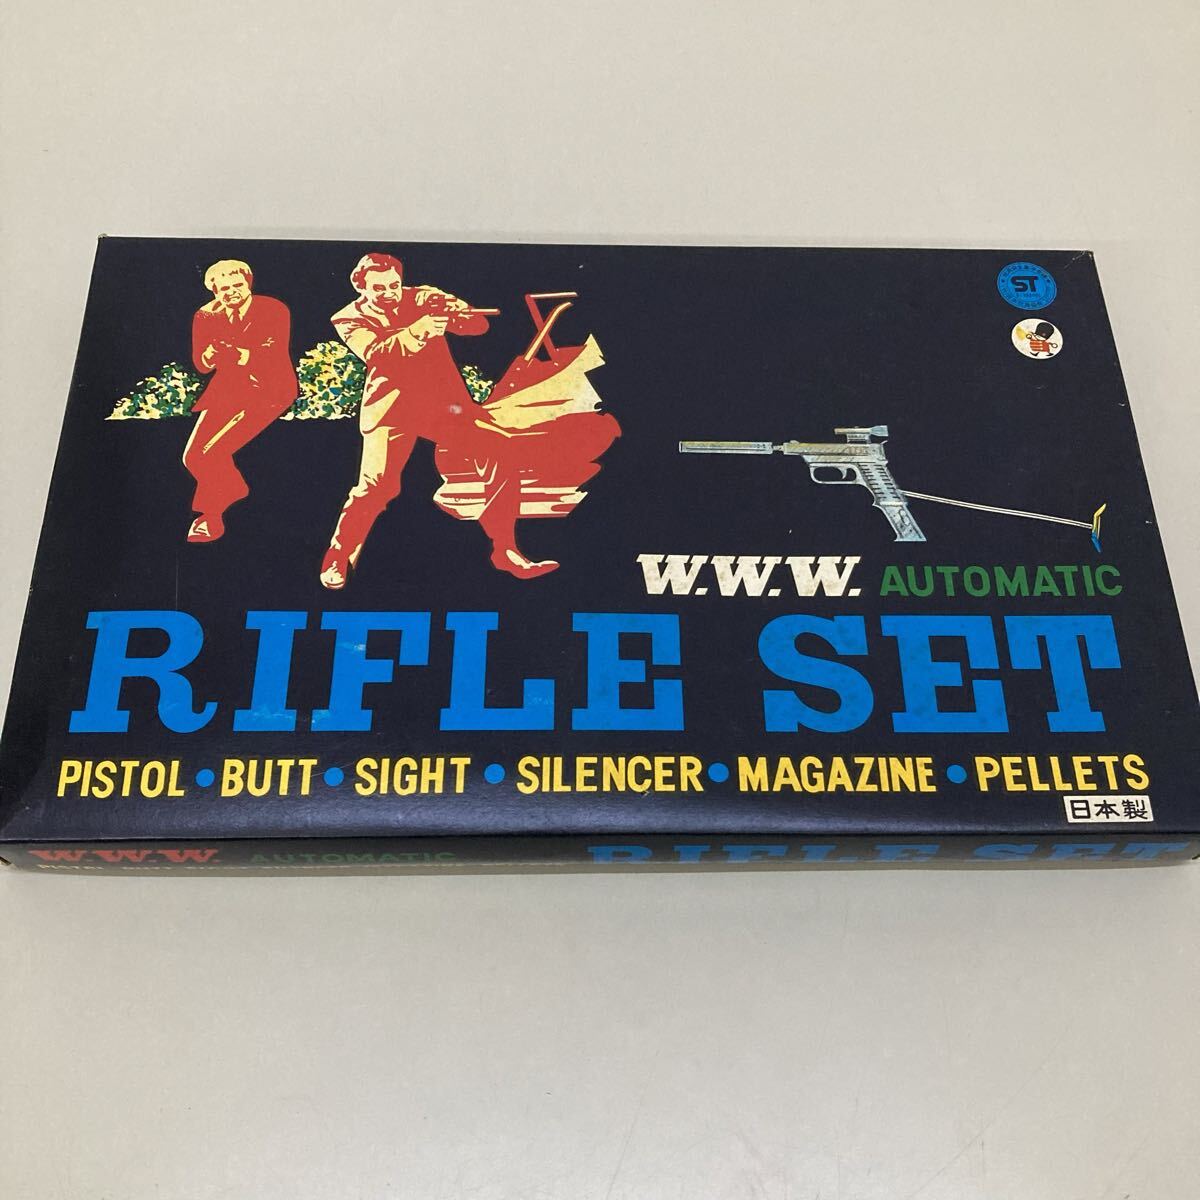 ST
W.W.W. AUTOMATIC
RIFLE SET
PISTOL • BUTT • SIGHT • SILENCER • MAGAZINE • PELLETS
日本製
W.W.W. AUTOMATIC RIFLE SET